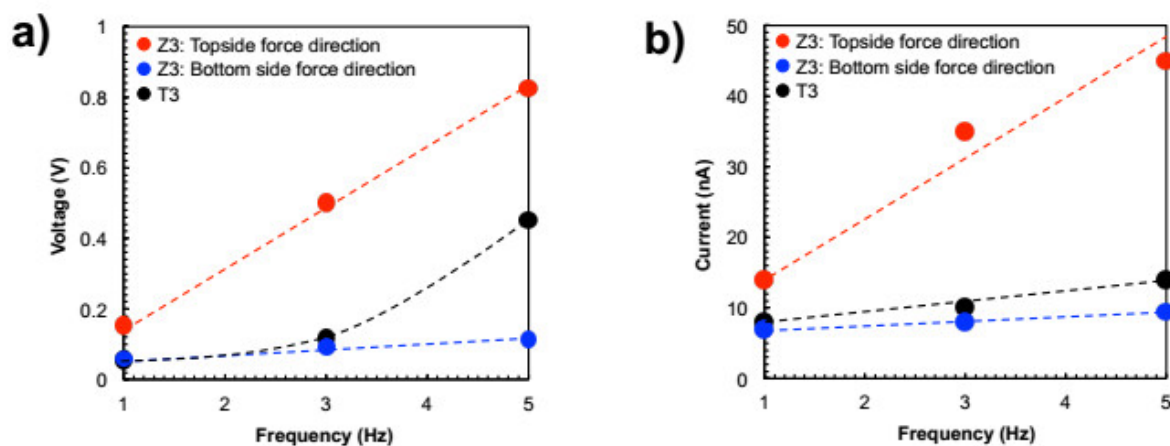 a)
Z3: Topside force direction
Z3: Bottom side force direction
T3
Voltage (V)
1
0.8
0.6
0.4
0.2
0
1 2 3 4 5
Frequency (Hz)
b)
Z3: Topside force direction
Z3: Bottom side force direction
T3
Current (nA)
50
40
30
20
10
0
1 2 3 4 5
Frequency (Hz)